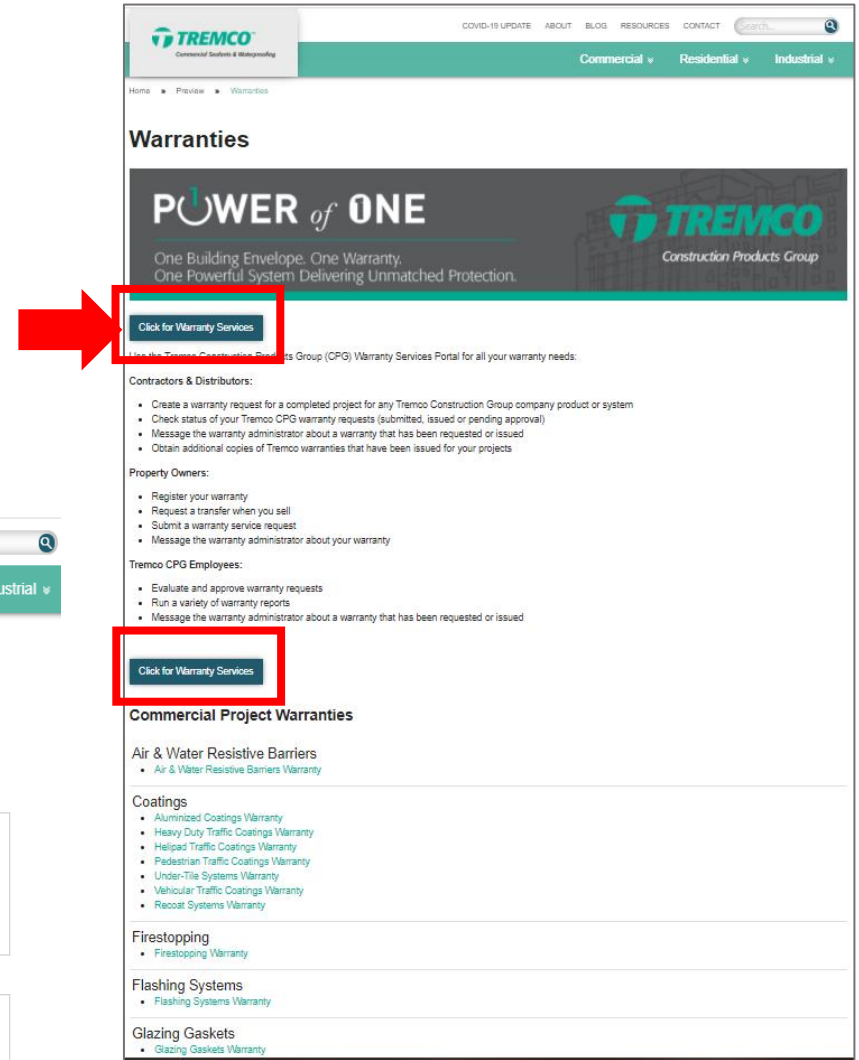 TREMCO
Commercial Sealants & Waterproofing
COVID-19 UPDATE ABOUT BLOG RESOURCES CONTACT Search...
Commercial Residential Industrial
Home Preview Warranties
Warranties
POWER of ONE
TREMCO
Construction Products Group
One Building Envelope. One Warranty.
One Powerful System Delivering Unmatched Protection.
Click for Warranty Services
Use the Tremco Construction Products Group (CPG) Warranty Services Portal for all your warranty needs:
Contractors & Distributors:
• Create a warranty request for a completed project for any Tremco Construction Group company product or system
• Check status of your Tremco CPG warranty requests (submitted, issued or pending approval)
• Message the warranty administrator about a warranty that has been requested or issued
• Obtain additional copies of Tremco warranties that have been issued for your projects
Property Owners:
• Register your warranty
• Request a transfer when you sell
• Submit a warranty service request
• Message the warranty administrator about your warranty
Tremco CPG Employees:
• Evaluate and approve warranty requests
• Run a variety of warranty reports
• Message the warranty administrator about a warranty that has been requested or issued
ustrial
Click for Warranty Services
Commercial Project Warranties
Air & Water Resistive Barriers
• Air & Water Resistive Barriers Warranty
Coatings
• Aluminized Coatings Warranty
• Heavy Duty Traffic Coatings Warranty
• Helipad Traffic Coatings Warranty
• Pedestrian Traffic Coatings Warranty
• Under-Tile Systems Warranty
• Vehicular Traffic Coatings Warranty
• Recoat Systems Warranty
Firestopping
• Firestopping Warranty
Flashing Systems
• Flashing Systems Warranty
Glazing Gaskets
• Glazing Gaskets Warranty